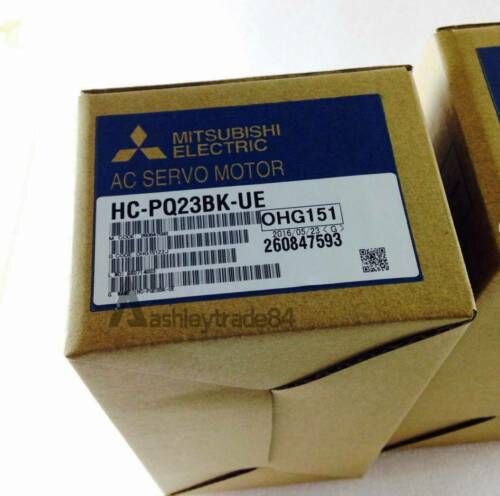 MITSUBISHI
ELECTRIC
AC SERVO MOTOR
HC-PQ23BK-UE
OHG151
2016/05/23 <G>
260847593
ashleytrade84